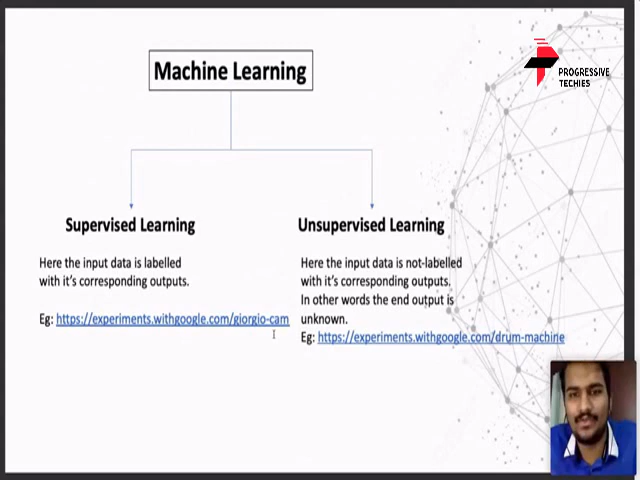 Machine Learning
PROGRESSIVE
TECHIES
Supervised Learning
Here the input data is labelled
with it's corresponding outputs.
Eg: https://experiments.withgoogle.com/giorgio-cam
Unsupervised Learning
Here the input data is not-labelled
with it's corresponding outputs.
In other words the end output is
unknown.
Eg: https://experiments.withgoogle.com/drum-machine